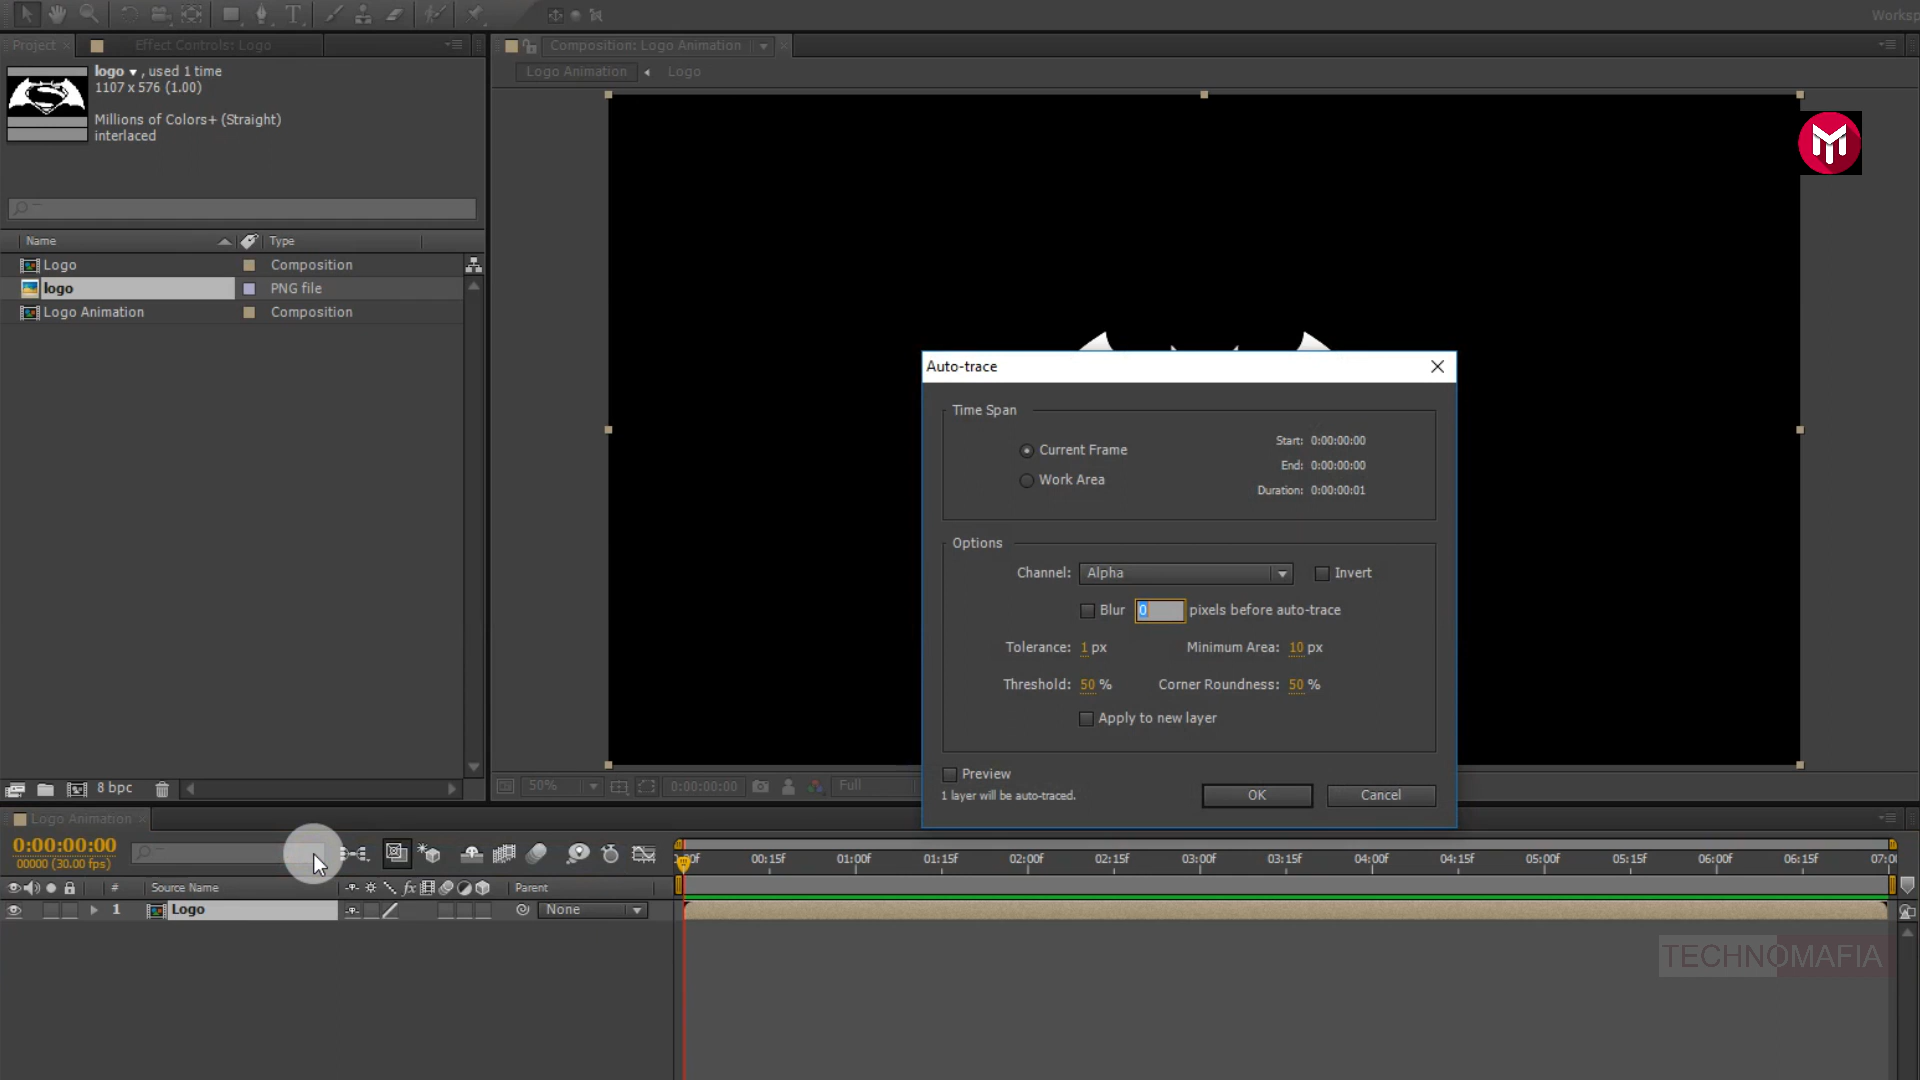 Worksp
Project
Effect Controls: Logo
Composition: Logo Animation
logo , used 1 time
1107 x 576 (1.00)
Millions of Colors+ (Straight)
interlaced
Logo Animation
Logo
Name
Type
Logo
Composition
logo
PNG file
Logo Animation
Composition
Auto-trace
Time Span
Current Frame
Start: 0:00:00:00
Work Area
End: 0:00:00:00
Duration: 0:00:00:01
Options
Channel: Alpha
Invert
Blur 0 pixels before auto-trace
Tolerance: 1 px
Minimum Area: 10 px
Threshold: 50 %
Corner Roundness: 50 %
Apply to new layer
Preview
1 layer will be auto-traced.
OK
Cancel
8 bpc
50%
0:00:00:00
Full
Logo Animation
0:00:00:00
00000 (30.00 fps)
00:15f
01:00f
01:15f
02:00f
02:15f
03:00f
03:15f
04:00f
04:15f
05:00f
05:15f
06:00f
06:15f
07:00
# Source Name
fx
Parent
1 Logo
None
TECHNOMAFIA